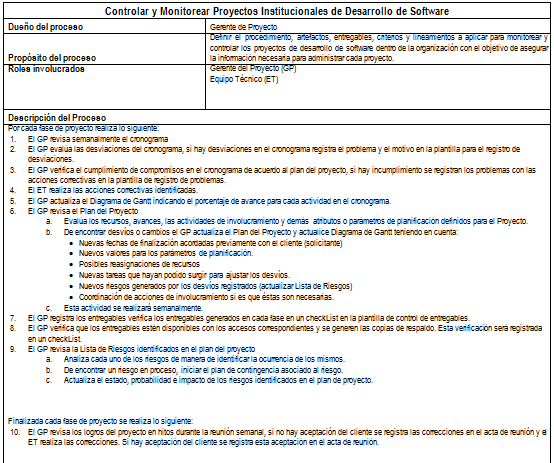 Controlar y Monitorear Proyectos Institucionales de Desarrollo de Software
Dueño del proceso
Gerente de Proyecto
Propósito del proceso
Definir el procedimiento, artefactos, entregables, criterios y lineamientos a aplicar para monitorear y
controlar los proyectos de desarrollo de software dentro de la organización con el objetivo de asegurar
la información necesaria para administrar cada proyecto.
Roles involucrados
Gerente del Proyecto (GP)
Equipo Técnico (ET)
Descripción del Proceso
Por cada fase de proyecto realiza lo siguiente:
1. El GP revisa semanalmente el cronograma
2. El GP evalúa las desviaciones del cronograma, si hay desviaciones en el cronograma registra el problema y el motivo en la plantilla para el registro de
desviaciones.
3. El GP verifica el cumplimiento de compromisos en el cronograma de acuerdo al plan del proyecto, si hay incumplimiento se registran los problemas con las
acciones correctivas en la plantilla de registro de problemas.
4. El ET realiza las acciones correctivas identificadas.
5. El GP actualiza el Diagrama de Gantt indicando el porcentaje de avance para cada actividad en el cronograma.
6. El GP revisa el Plan del Proyecto
a. Evalúa los recursos, avances, las actividades de involucramiento y demás atributos o parámetros de planificación definidos para el Proyecto.
b. De encontrar desvíos o cambios el GP actualiza el Plan del Proyecto y actualice Diagrama de Gantt teniendo en cuenta:
• Nuevas fechas de finalización acordadas previamente con el cliente (solicitante)
• Nuevos valores para los parámetros de planificación.
• Posibles reasignaciones de recursos
• Nuevas tareas que hayan podido surgir para ajustar los desvíos.
• Nuevos riesgos generados por los desvíos registrados (actualizar Lista de Riesgos)
• Coordinación de acciones de involucramiento si es que éstas son necesarias.
c. Esta actividad se realizará semanalmente.
7. El GP registra los entregables verifica los entregables generados en cada fase en un checkList en la plantilla de control de entregables.
8. El GP verifica que los entregables estén disponibles con los accesos correspondientes y se generen las copias de respaldo. Esta verificación será registrada
en un checkList.
9. El GP revisa la Lista de Riesgos identificados en el plan del proyecto
a. Analiza cada uno de los riesgos de manera de identificar la ocurrencia de los mismos.
b. De encontrar un riesgo en proceso, iniciar el plan de contingencia asociado al riesgo.
c. Actualiza el estado, probabilidad e impacto de los riesgos identificados en el plan de proyecto.
Finalizada cada fase de proyecto se realiza lo siguiente:
10. El GP revisa los logros del proyecto en hitos durante la reunión semanal, si no hay aceptación del cliente se registra las correcciones en el acta de reunión y el
ET realiza las correcciones. Si hay aceptación del cliente se registra esta aceptación en el acta de reunión.